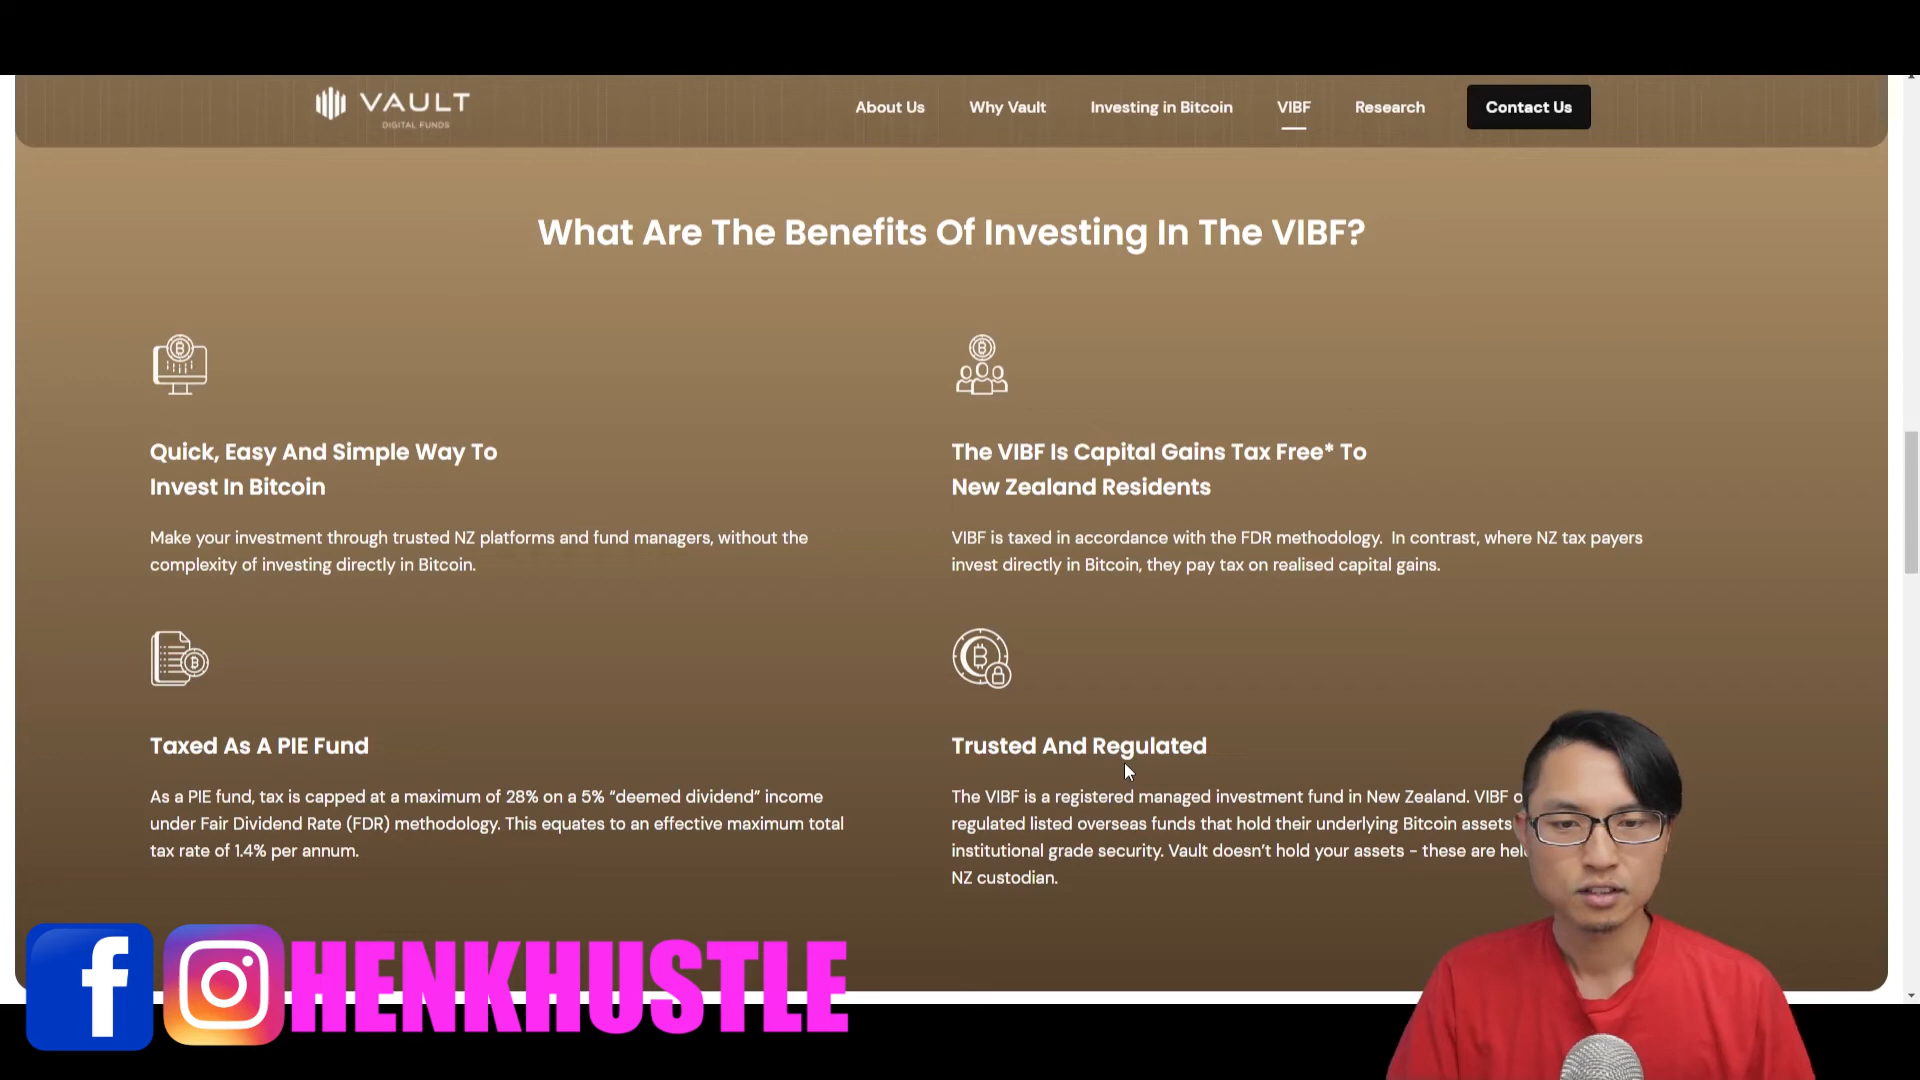 VAULT
DIGITAL FUNDS
About Us
Why Vault
Investing in Bitcoin
VIBF
Research
Contact Us
What Are The Benefits Of Investing In The VIBF?
Quick, Easy And Simple Way To
Invest In Bitcoin
Make your investment through trusted NZ platforms and fund managers, without the
complexity of investing directly in Bitcoin.
The VIBF Is Capital Gains Tax Free* To
New Zealand Residents
VIBF is taxed in accordance with the FDR methodology. In contrast, where NZ tax payers
invest directly in Bitcoin, they pay tax on realised capital gains.
Taxed As A PIE Fund
As a PIE fund, tax is capped at a maximum of 28% on a 5% “deemed dividend” income
under Fair Dividend Rate (FDR) methodology. This equates to an effective maximum total
tax rate of 1.4% per annum.
Trusted And Regulated
The VIBF is a registered managed investment fund in New Zealand. VIBF
regulated listed overseas funds that hold their underlying Bitcoin assets
institutional grade security. Vault doesn’t hold your assets - these are
NZ custodian.
HENKHUSTLE